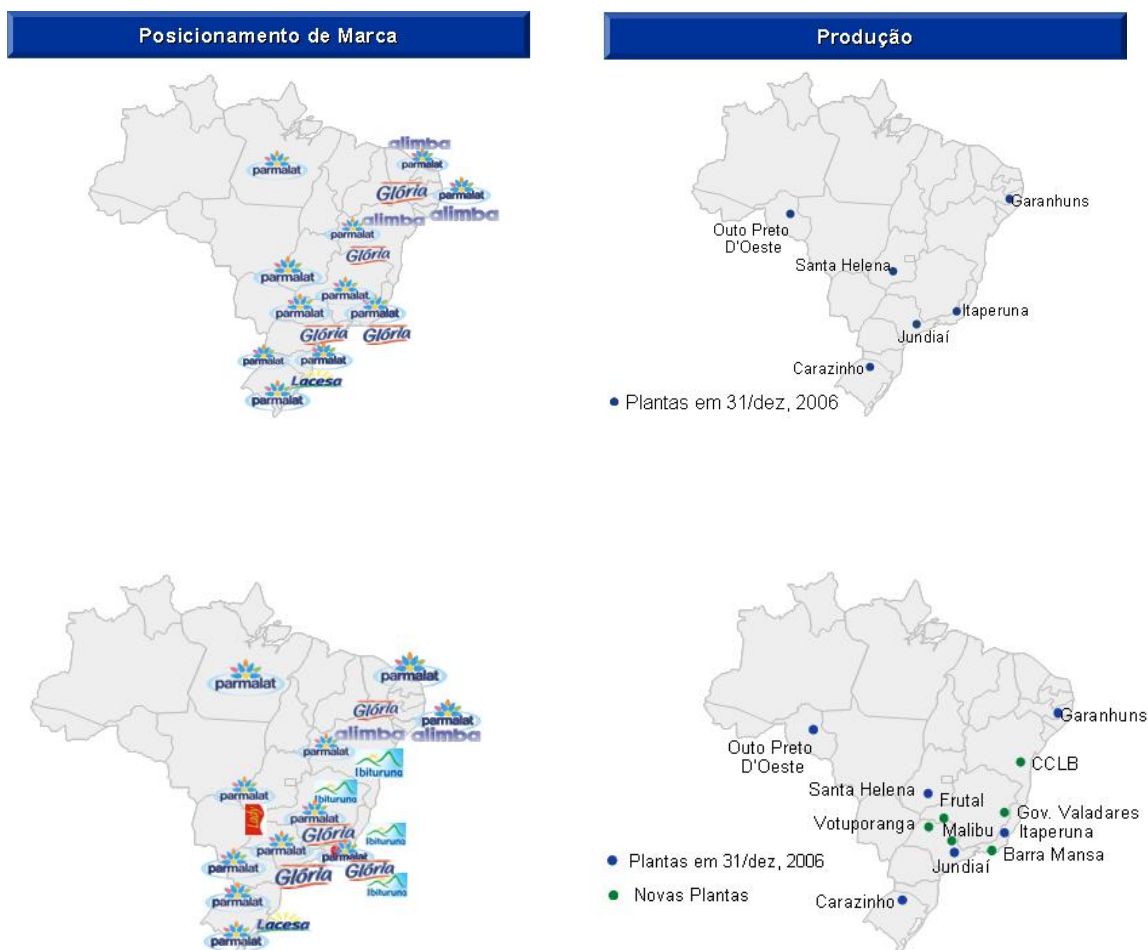 Posicionamento de Marca
Produção
alimba
parmalat
parmalat
Glória
parmalat
alimba
alimba
parmalat
Glória
parmalat
parmalat
parmalat
parmalat
Glória
Glória
parmalat
parmalat
Lacesa
parmalat
Garanhuns
Outo Preto
D'Oeste
Santa Helena
Itaperuna
Jundiaí
Carazinho
Plantas em 31/dez, 2006
parmalat
parmalat
Glória
parmalat
alimba
alimba
parmalat
Ibituruna
parmalat
Ibituruna
Lady
parmalat
Glória
Ibituruna
parmalat
parmalat
parmalat
Glória
Glória
Ibituruna
parmalat
Lacesa
parmalat
Garanhuns
Outo Preto
D'Oeste
CCLB
Santa Helena
Frutal
Gov. Valadares
Votuporanga
Malibu
Itaperuna
Jundiaí
Barra Mansa
Plantas em 31/dez, 2006
Novas Plantas
Carazinho